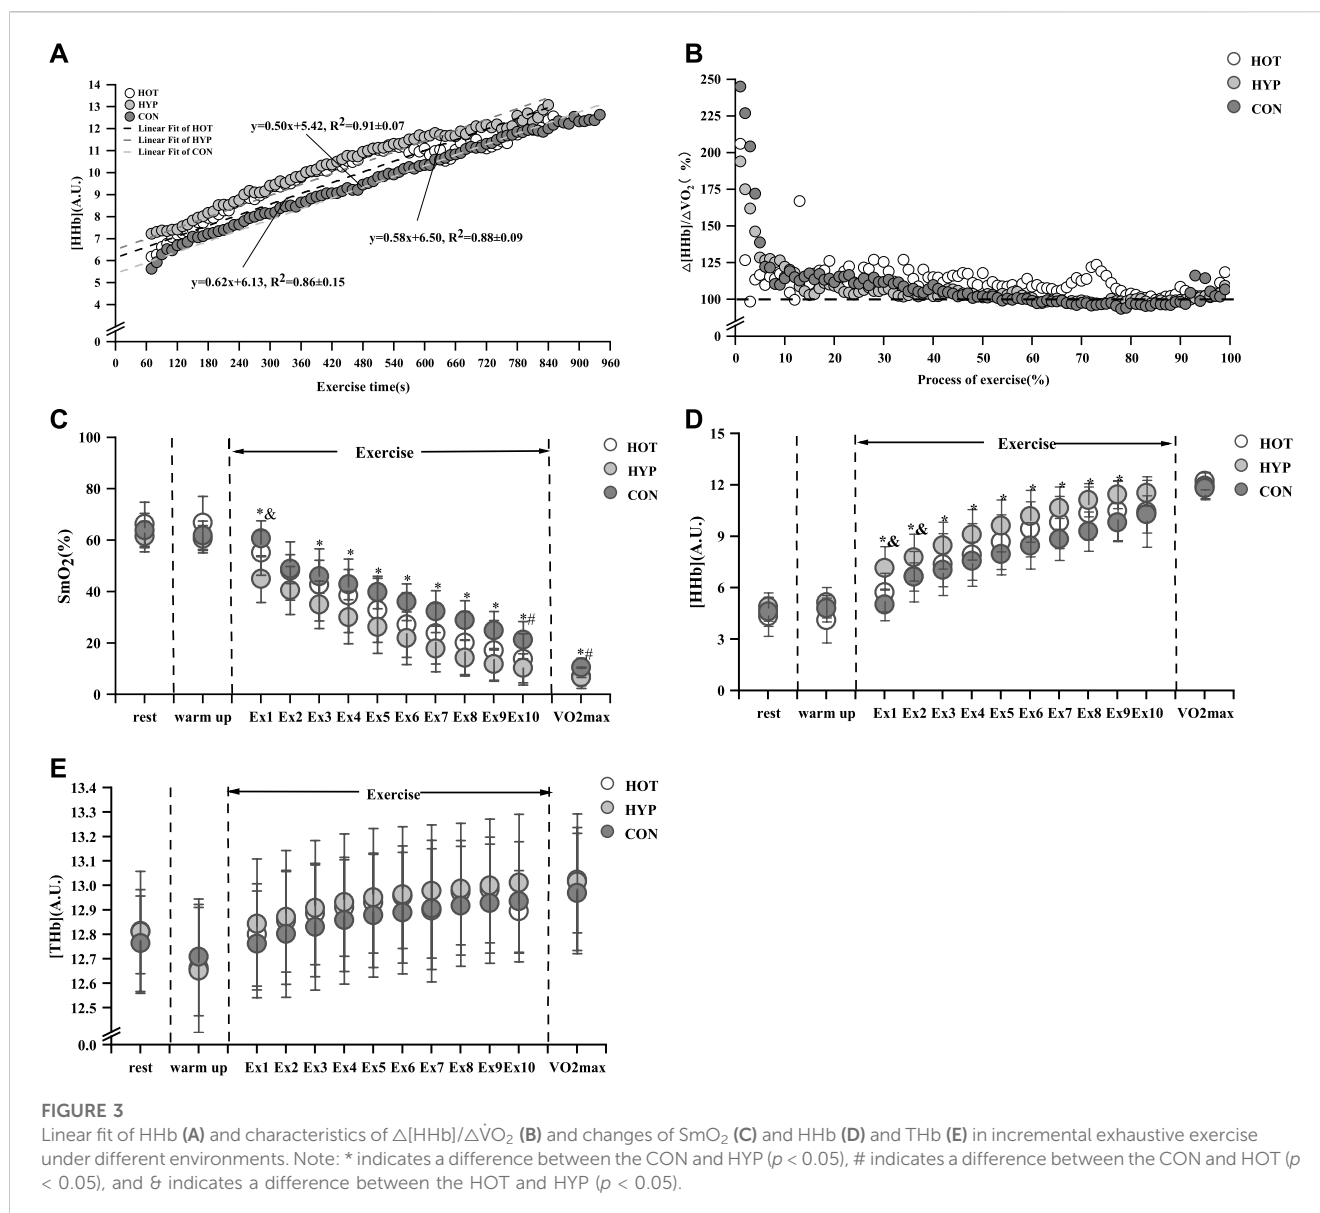 A
14
13
12
11
10
9
8
7
6
5
4
0
[HHb](A.U.)
HOT
HYP
CON
Linear Fit of HOT
Linear Fit of HYP
Linear Fit of CON
y=0.50x+5.42, R²=0.91±0.07
y=0.58x+6.50, R²=0.88±0.09
y=0.62x+6.13, R²=0.86±0.15
0 60 120 180 240 300 360 420 480 540 600 660 720 780 840 900 960
Exercise time(s)
B
250
225
200
175
150
125
100
0
△[HHb]/△VO₂( %)
HOT
HYP
CON
0 10 20 30 40 50 60 70 80 90 100
Process of exercise(%)
C
100
80
60
40
20
0
SmO₂(%)
Exercise
HOT
HYP
CON
*&
*
*
*
*
*
*
*
*#
*#
rest warm up Ex1 Ex2 Ex3 Ex4 Ex5 Ex6 Ex7 Ex8 Ex9 Ex10 VO2max
D
15
12
9
6
3
0
[HHb](A.U.)
Exercise
HOT
HYP
CON
*&
*&
*
*
*
*
*
*
*
rest warm up Ex1 Ex2 Ex3 Ex4 Ex5 Ex6 Ex7 Ex8 Ex9 Ex10 VO2max
E
13.4
13.3
13.2
13.1
13.0
12.9
12.8
12.7
12.6
12.5
0.0
[THb](A.U.)
Exercise
HOT
HYP
CON
rest warm up Ex1 Ex2 Ex3 Ex4 Ex5 Ex6 Ex7 Ex8 Ex9 Ex10 VO2max
FIGURE 3
Linear fit of HHb (A) and characteristics of △[HHb]/△V̇O₂ (B) and changes of SmO₂ (C) and HHb (D) and THb (E) in incremental exhaustive exercise
under different environments. Note: * indicates a difference between the CON and HYP (p < 0.05), # indicates a difference between the CON and HOT (p
< 0.05), and & indicates a difference between the HOT and HYP (p < 0.05).